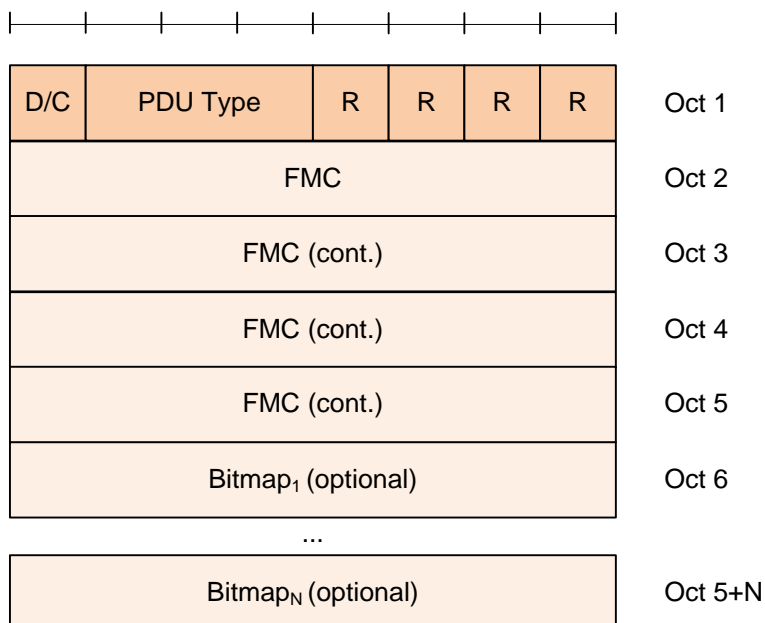 D/C PDU Type R R R R Oct 1
FMC Oct 2
FMC (cont.) Oct 3
FMC (cont.) Oct 4
FMC (cont.) Oct 5
Bitmap₁ (optional) Oct 6
...
Bitmap_N (optional) Oct 5+N